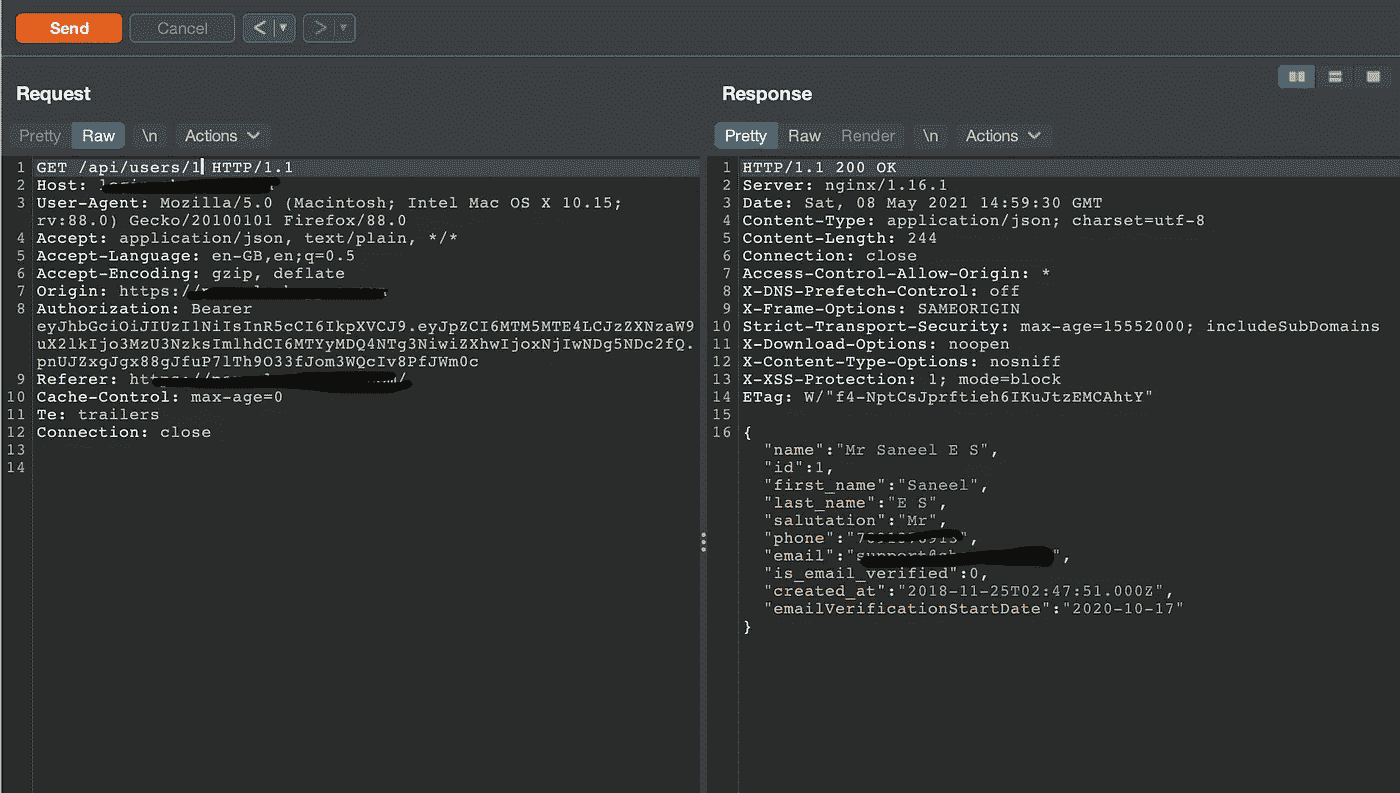 Send
Cancel
Request
Response
Pretty
Raw
\n
Actions
Pretty
Raw
Render
\n
Actions
1 GET /api/users/1 HTTP/1.1
2 Host:
3 User-Agent: Mozilla/5.0 (Macintosh; Intel Mac OS X 10.15;
rv:88.0) Gecko/20100101 Firefox/88.0
4 Accept: application/json, text/plain, */*
5 Accept-Language: en-GB,en;q=0.5
6 Accept-Encoding: gzip, deflate
7 Origin: https://
8 Authorization: Bearer
eyJhbGciOiJIUzI1NiIsInR5cCI6IkpXVCJ9.eyJpZCI6MTM5MTE4LCJzZXNzaW9
uX2lkIjo3MzU3NzksImlhdCI6MTYyMDQ4NTg3NiwiZXhwIjoxNjIwNDg5NDc2fQ.
pnUJZxgJgx88gJfuP7lTh9O33fJom3WQcIv8PfJWm0c
9 Referer:
10 Cache-Control: max-age=0
11 Te: trailers
12 Connection: close
13
14
1 HTTP/1.1 200 OK
2 Server: nginx/1.16.1
3 Date: Sat, 08 May 2021 14:59:30 GMT
4 Content-Type: application/json; charset=utf-8
5 Content-Length: 244
6 Connection: close
7 Access-Control-Allow-Origin: *
8 X-DNS-Prefetch-Control: off
9 X-Frame-Options: SAMEORIGIN
10 Strict-Transport-Security: max-age=15552000; includeSubDomains
11 X-Download-Options: noopen
12 X-Content-Type-Options: nosniff
13 X-XSS-Protection: 1; mode=block
14 ETag: W/"f4-NptCsJprftieh6IKuJtzEMCAhtY"
15
16 {
"name":"Mr Saneel E S",
"id":1,
"first_name":"Saneel",
"last_name":"E S",
"salutation":"Mr",
"phone":"
"email":"
"is_email_verified":0,
"created_at":"2018-11-25T02:47:51.000Z",
"emailVerificationStartDate":"2020-10-17"
}